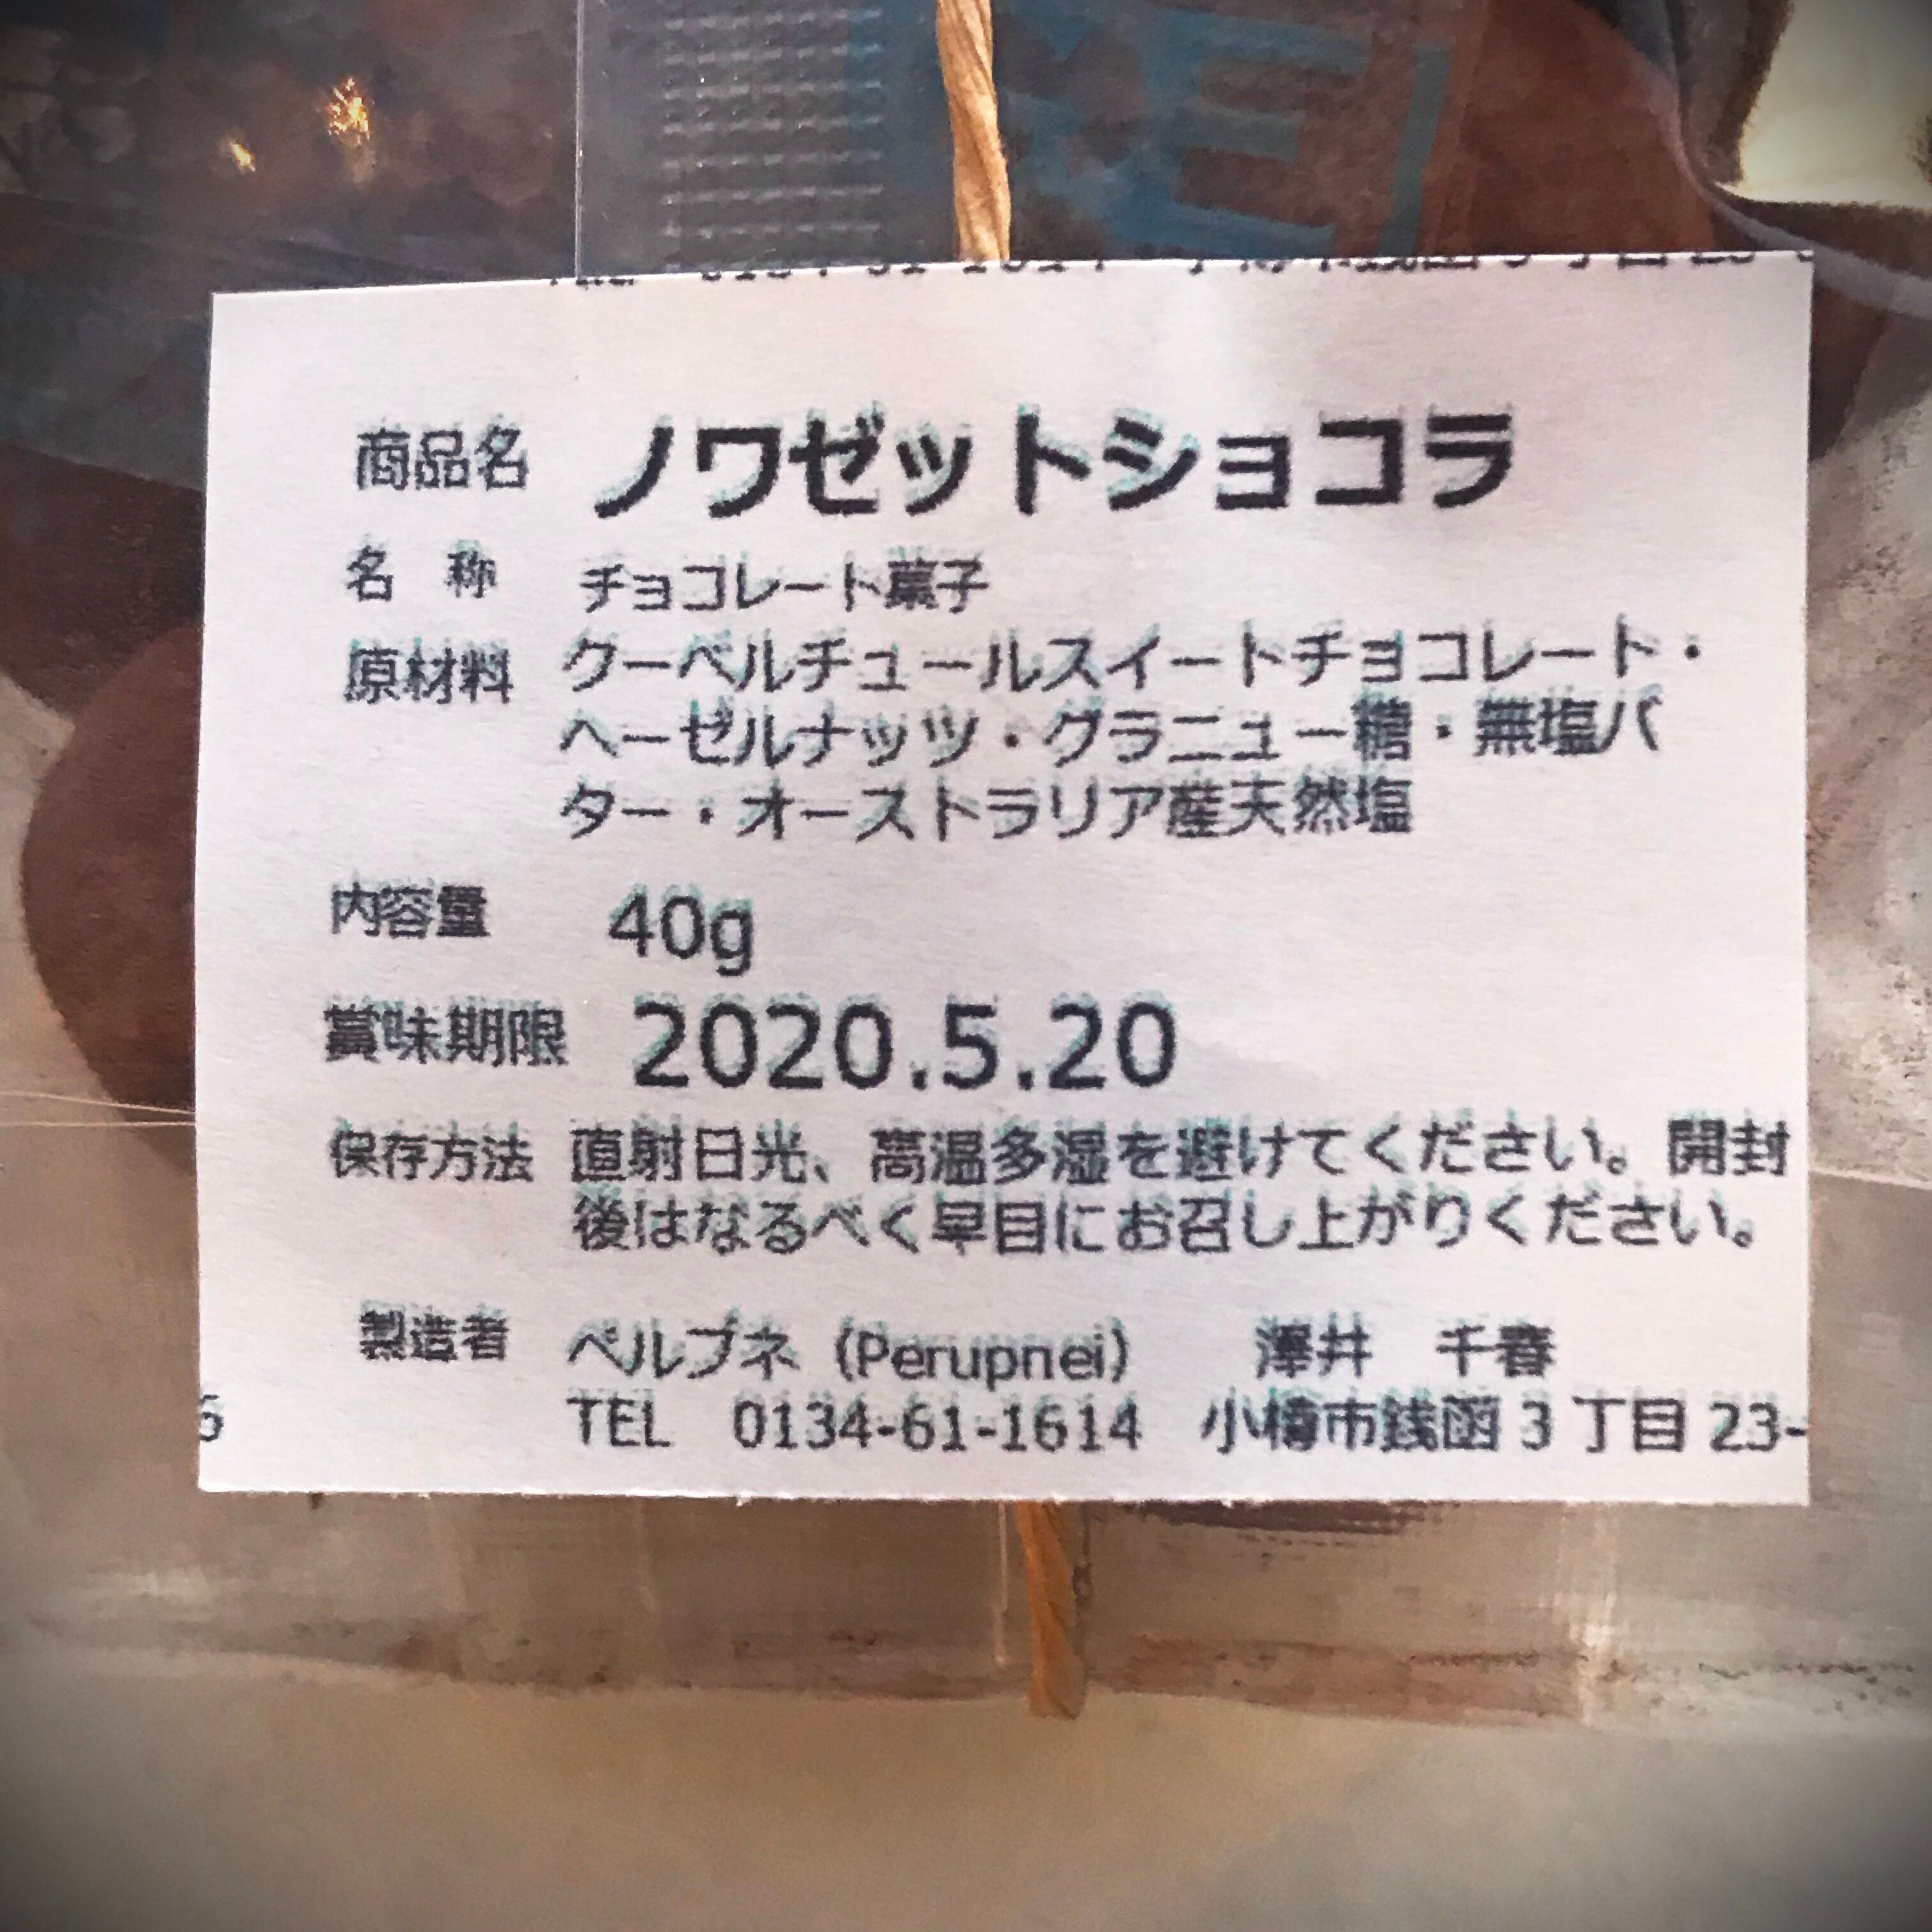 商品名 ノワゼットショコラ
名 称 チョコレート菓子
原材料 クーベルチュールスイートチョコレート・
ヘーゼルナッツ・グラニュー糖・無塩バ
ター・オーストラリア産天然塩
内容量 40g
賞味期限 2020.5.20
保存方法 直射日光、高温多湿を避けてください。開封
後はなるべく早目にお召し上がりください。
製造者 ペルプネ（Perupnei） 澤井 千春
6 TEL 0134-61-1614 小樽市銭函3丁目23-